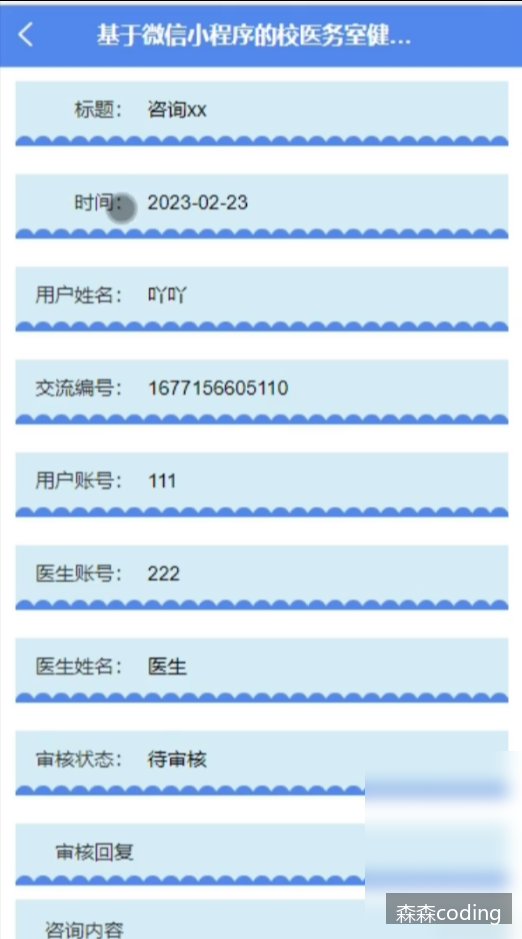 基于微信小程序的校医务室健...
标题： 咨询xx
时间： 2023-02-23
用户姓名： 吖吖
交流编号： 1677156605110
用户账号： 111
医生账号： 222
医生姓名： 医生
审核状态： 待审核
审核回复
咨询内容
森森coding